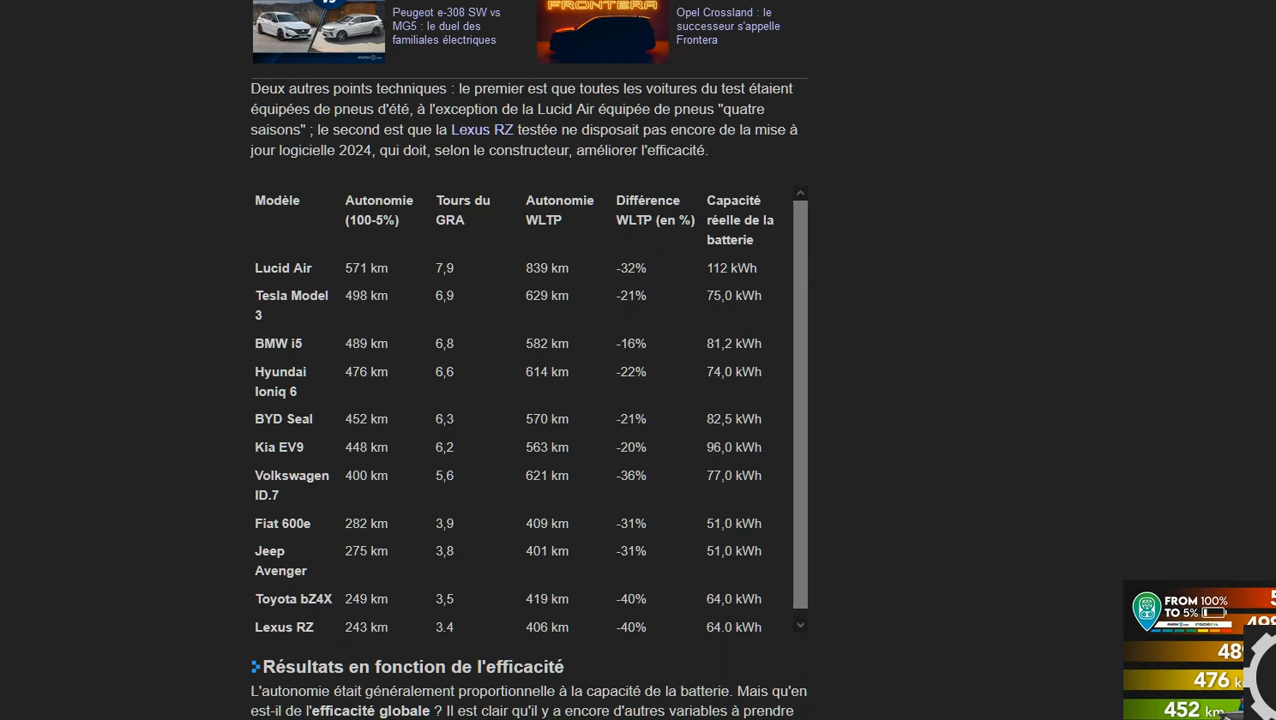 FRONTERA
Peugeot e-308 SW vs
MG5 : le duel des
familiales électriques
Opel Crossland : le
successeur s'appelle
Frontera
Deux autres points techniques : le premier est que toutes les voitures du test étaient
équipées de pneus d'été, à l'exception de la Lucid Air équipée de pneus "quatre
saisons" ; le second est que la Lexus RZ testée ne disposait pas encore de la mise à
jour logicielle 2024, qui doit, selon le constructeur, améliorer l'efficacité.
Modèle Autonomie Tours du Autonomie Différence Capacité
(100-5%) GRA WLTP WLTP (en %) réelle de la
batterie
Lucid Air 571 km 7,9 839 km -32% 112 kWh
Tesla Model 498 km 6,9 629 km -21% 75,0 kWh
3
BMW i5 489 km 6,8 582 km -16% 81,2 kWh
Hyundai 476 km 6,6 614 km -22% 74,0 kWh
Ioniq 6
BYD Seal 452 km 6,3 570 km -21% 82,5 kWh
Kia EV9 448 km 6,2 563 km -20% 96,0 kWh
Volkswagen 400 km 5,6 621 km -36% 77,0 kWh
ID.7
Fiat 600e 282 km 3,9 409 km -31% 51,0 kWh
Jeep 275 km 3,8 401 km -31% 51,0 kWh
Avenger
Toyota bZ4X 249 km 3,5 419 km -40% 64,0 kWh
Lexus RZ 243 km 3,4 406 km -40% 64,0 kWh
Résultats en fonction de l'efficacité
L'autonomie était généralement proportionnelle à la capacité de la batterie. Mais qu'en
est-il de l'efficacité globale ? Il est clair qu'il y a encore d'autres variables à prendre
FROM 100%
TO 5%
476 k
452 km